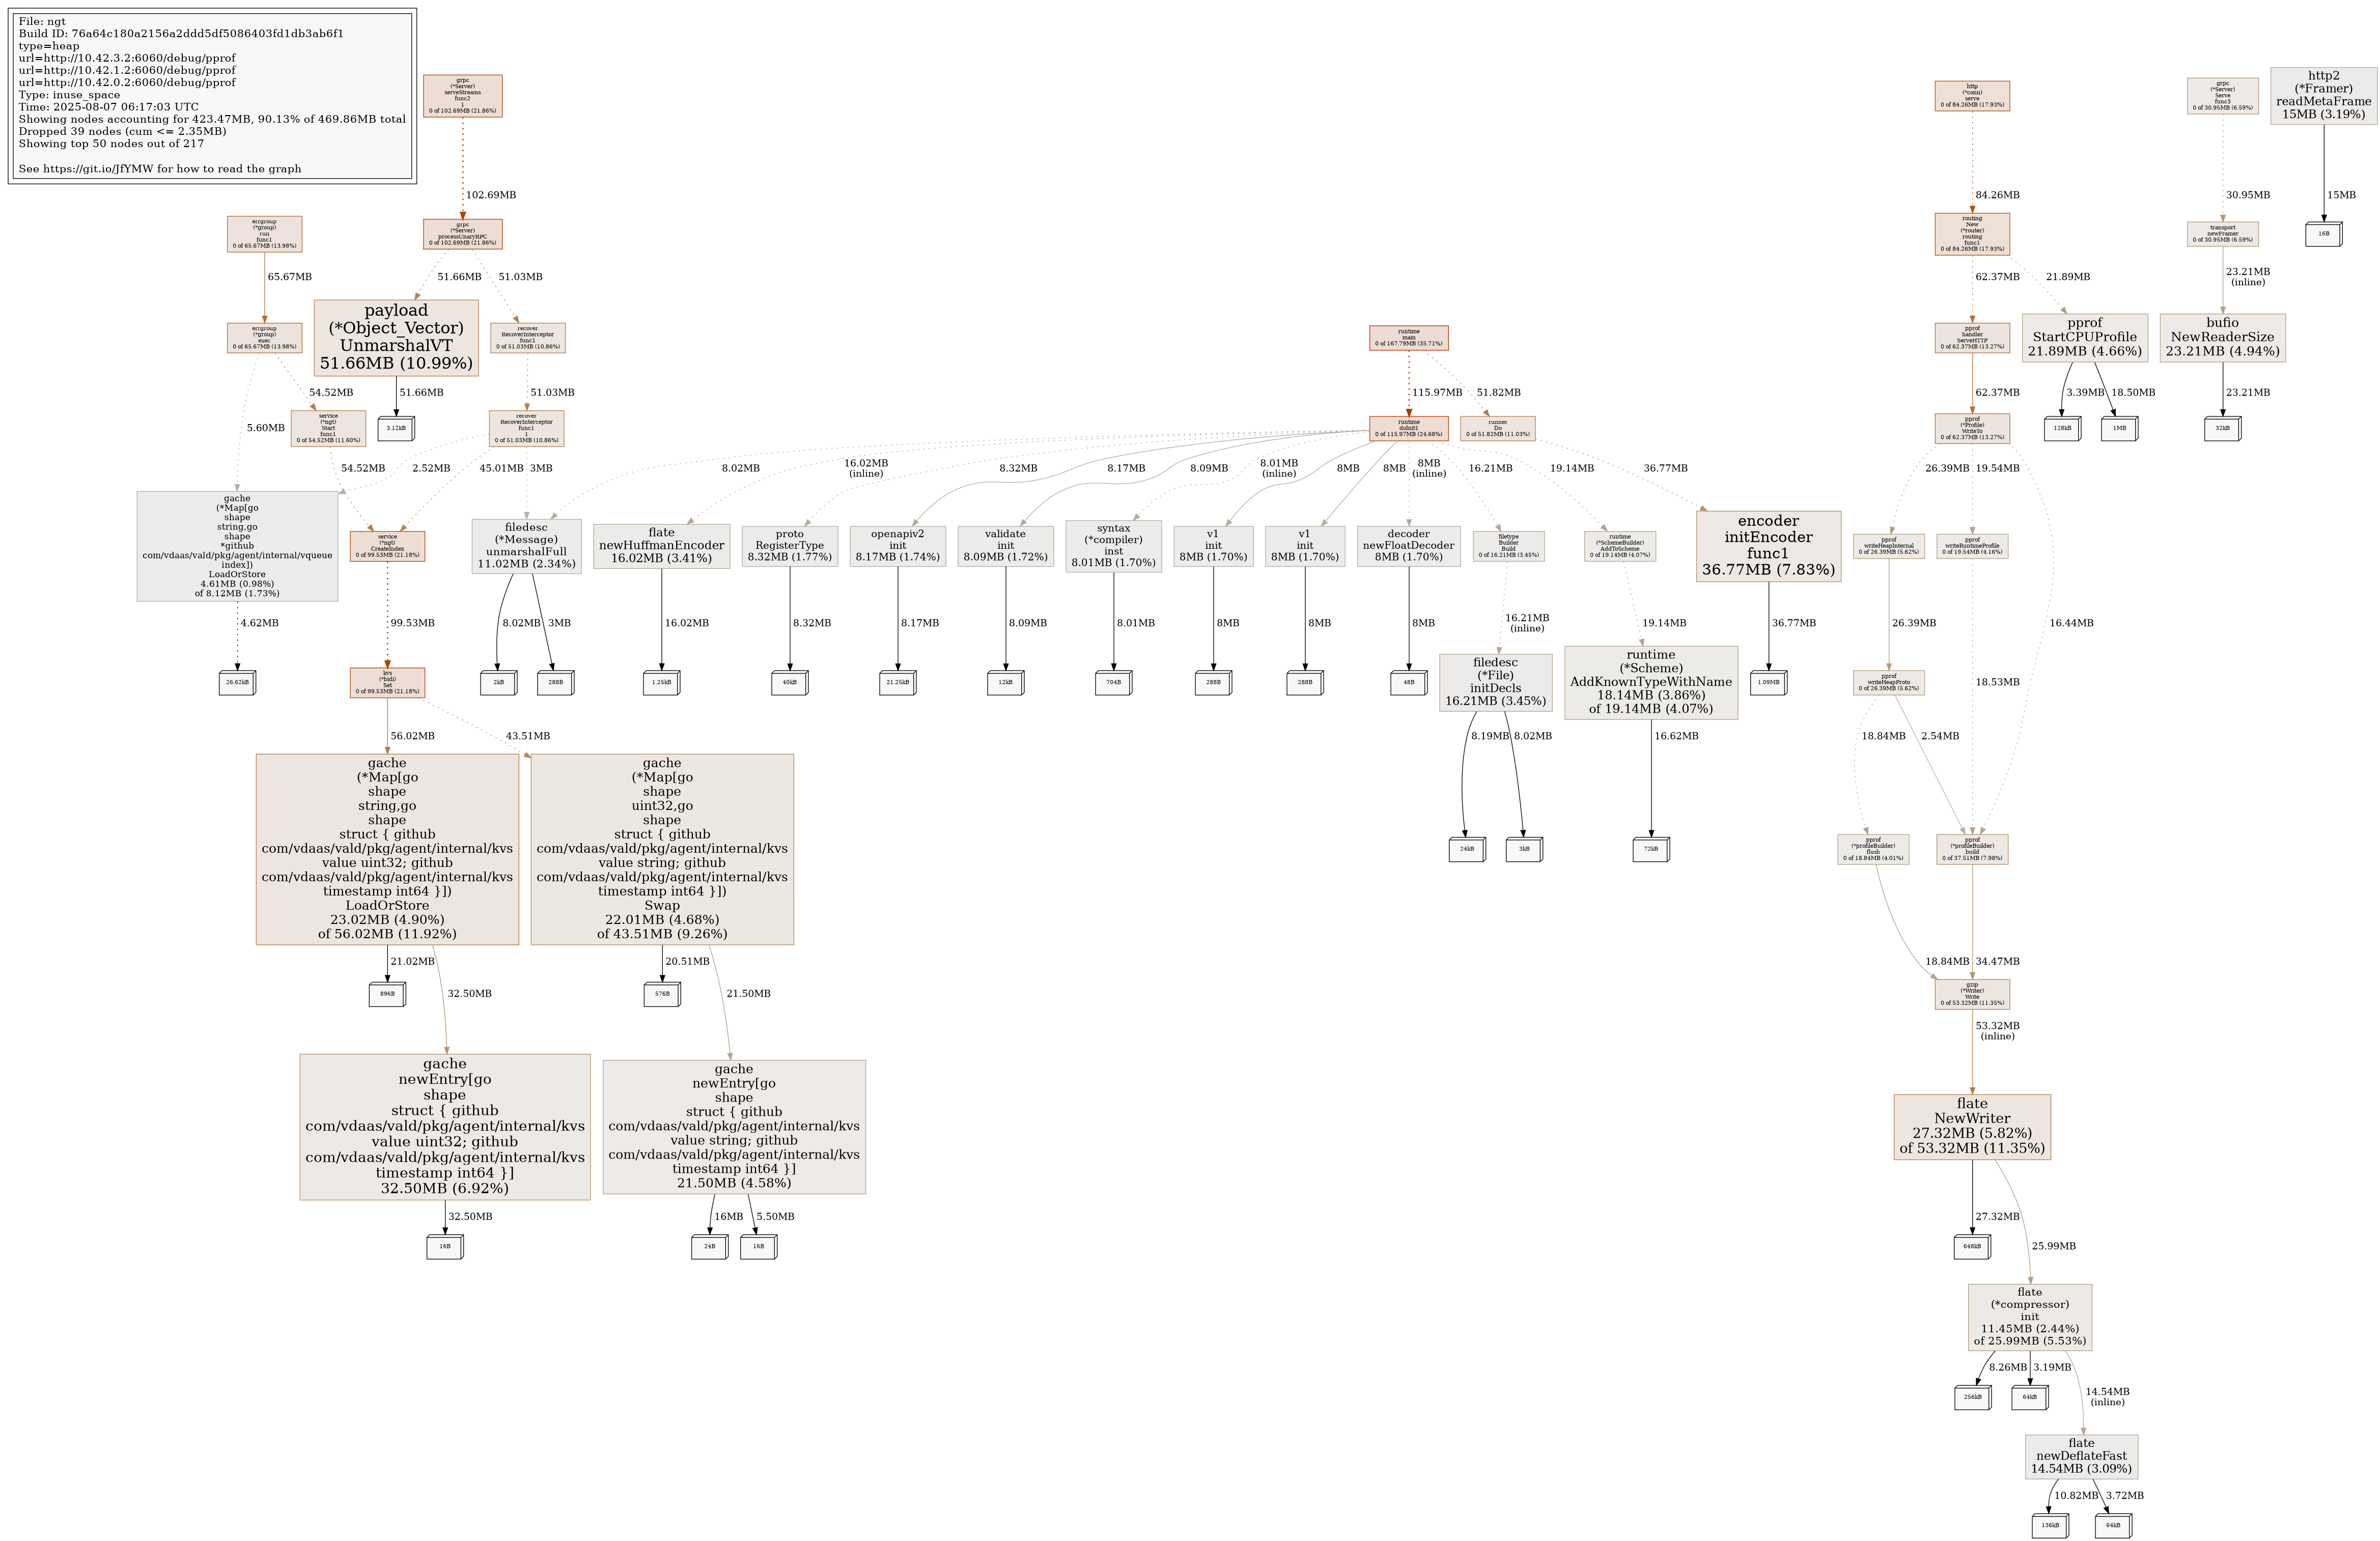 File: ngt
Build ID: 76a64c180a2156a2ddd5df5086403fd1db3ab6f1
type=heap
url=http://10.42.3.2:6060/debug/pprof
url=http://10.42.1.2:6060/debug/pprof
url=http://10.42.0.2:6060/debug/pprof
Type: inuse_space
Time: 2025-08-07 06:17:03 UTC
Showing nodes accounting for 423.47MB, 90.13% of 469.86MB total
Dropped 39 nodes (cum <= 2.35MB)
Showing top 50 nodes out of 217
See https://git.io/JfYMW for how to read the graph
grpc
(*Server)
serveStreams
func2
1
0 of 102.69MB (21.86%)
102.69MB
grpc
(*Server)
processUnaryRPC
0 of 102.69MB (21.86%)
51.66MB
51.03MB
errgroup
(*group)
run
func1
0 of 65.67MB (13.98%)
65.67MB
errgroup
(*group)
exec
0 of 65.67MB (13.98%)
5.60MB
54.52MB
payload
(*Object_Vector)
UnmarshalVT
51.66MB (10.99%)
51.66MB
3.12kB
recover
RecoverInterceptor
func1
0 of 51.03MB (10.86%)
51.03MB
service
(*ngt)
Start
func1
0 of 54.52MB (11.60%)
54.52MB
recover
RecoverInterceptor
func1
1
0 of 51.03MB (10.86%)
2.52MB
45.01MB
3MB
gache
(*Map[go
shape
string,go
shape
*github
com/vdaas/vald/pkg/agent/internal/vqueue
index])
LoadOrStore
4.61MB (0.98%)
of 8.12MB (1.73%)
4.62MB
26.62kB
service
(*ngt)
CreateIndex
0 of 99.53MB (21.18%)
99.53MB
kvs
(*bidi)
Set
0 of 99.53MB (21.18%)
56.02MB
43.51MB
gache
(*Map[go
shape
string,go
shape
struct { github
com/vdaas/vald/pkg/agent/internal/kvs
value uint32; github
com/vdaas/vald/pkg/agent/internal/kvs
timestamp int64 }])
LoadOrStore
23.02MB (4.90%)
of 56.02MB (11.92%)
21.02MB
896B
32.50MB
gache
(*Map[go
shape
uint32,go
shape
struct { github
com/vdaas/vald/pkg/agent/internal/kvs
value string; github
com/vdaas/vald/pkg/agent/internal/kvs
timestamp int64 }])
Swap
22.01MB (4.68%)
of 43.51MB (9.26%)
20.51MB
576B
21.50MB
gache
newEntry[go
shape
struct { github
com/vdaas/vald/pkg/agent/internal/kvs
value uint32; github
com/vdaas/vald/pkg/agent/internal/kvs
timestamp int64 }]
32.50MB (6.92%)
32.50MB
16B
gache
newEntry[go
shape
struct { github
com/vdaas/vald/pkg/agent/internal/kvs
value string; github
com/vdaas/vald/pkg/agent/internal/kvs
timestamp int64 }]
21.50MB (4.58%)
16MB
5.50MB
24B
16B
runtime
main
0 of 167.79MB (35.71%)
115.97MB
51.82MB
runtime
doInit1
0 of 115.97MB (24.68%)
runner
Do
0 of 51.82MB (11.03%)
8.02MB
16.02MB
(inline)
8.32MB
8.17MB
8.09MB
8.01MB
(inline)
8MB
8MB
8MB
(inline)
16.21MB
19.14MB
36.77MB
filedesc
(*Message)
unmarshalFull
11.02MB (2.34%)
8.02MB
3MB
2kB
288B
flate
newHuffmanEncoder
16.02MB (3.41%)
16.02MB
1.25kB
proto
RegisterType
8.32MB (1.77%)
8.32MB
40kB
openapiv2
init
8.17MB (1.74%)
8.17MB
21.25kB
validate
init
8.09MB (1.72%)
8.09MB
12kB
syntax
(*compiler)
inst
8.01MB (1.70%)
8.01MB
704B
v1
init
8MB (1.70%)
8MB
288B
v1
init
8MB (1.70%)
8MB
288B
decoder
newFloatDecoder
8MB (1.70%)
8MB
48B
filetype
Builder
Build
0 of 16.21MB (3.45%)
16.21MB
(inline)
filedesc
(*File)
initDecls
16.21MB (3.45%)
8.19MB
8.02MB
24kB
3kB
runtime
(*SchemeBuilder)
AddToScheme
0 of 19.14MB (4.07%)
19.14MB
runtime
(*Scheme)
AddKnownTypeWithName
18.14MB (3.86%)
of 19.14MB (4.07%)
16.62MB
72kB
encoder
initEncoder
func1
36.77MB (7.83%)
36.77MB
1.09MB
http
(*conn)
serve
0 of 84.26MB (17.93%)
84.26MB
routing
New
(*router)
routing
func1
0 of 84.26MB (17.93%)
62.37MB
21.89MB
pprof
handler
ServeHTTP
0 of 62.37MB (13.27%)
62.37MB
pprof
StartCPUProfile
21.89MB (4.66%)
3.39MB
18.50MB
128kB
1MB
pprof
(*Profile)
WriteTo
0 of 62.37MB (13.27%)
26.39MB
19.54MB
16.44MB
pprof
writeHeapInternal
0 of 26.39MB (5.62%)
26.39MB
pprof
writeRuntimeProfile
0 of 19.54MB (4.16%)
18.53MB
pprof
writeHeapProto
0 of 26.39MB (5.62%)
18.84MB
2.54MB
pprof
(*profileBuilder)
flush
0 of 18.84MB (4.01%)
18.84MB
pprof
(*profileBuilder)
build
0 of 37.51MB (7.98%)
34.47MB
gzip
(*Writer)
Write
0 of 53.32MB (11.35%)
53.32MB
(inline)
flate
NewWriter
27.32MB (5.82%)
of 53.32MB (11.35%)
27.32MB
648kB
25.99MB
flate
(*compressor)
init
11.45MB (2.44%)
of 25.99MB (5.53%)
8.26MB
3.19MB
256kB
64kB
14.54MB
(inline)
flate
newDeflateFast
14.54MB (3.09%)
10.82MB
3.72MB
136kB
64kB
grpc
(*Server)
Serve
func3
0 of 30.95MB (6.59%)
30.95MB
transport
newFramer
0 of 30.95MB (6.59%)
23.21MB
(inline)
bufio
NewReaderSize
23.21MB (4.94%)
23.21MB
32kB
http2
(*Framer)
readMetaFrame
15MB (3.19%)
15MB
16B